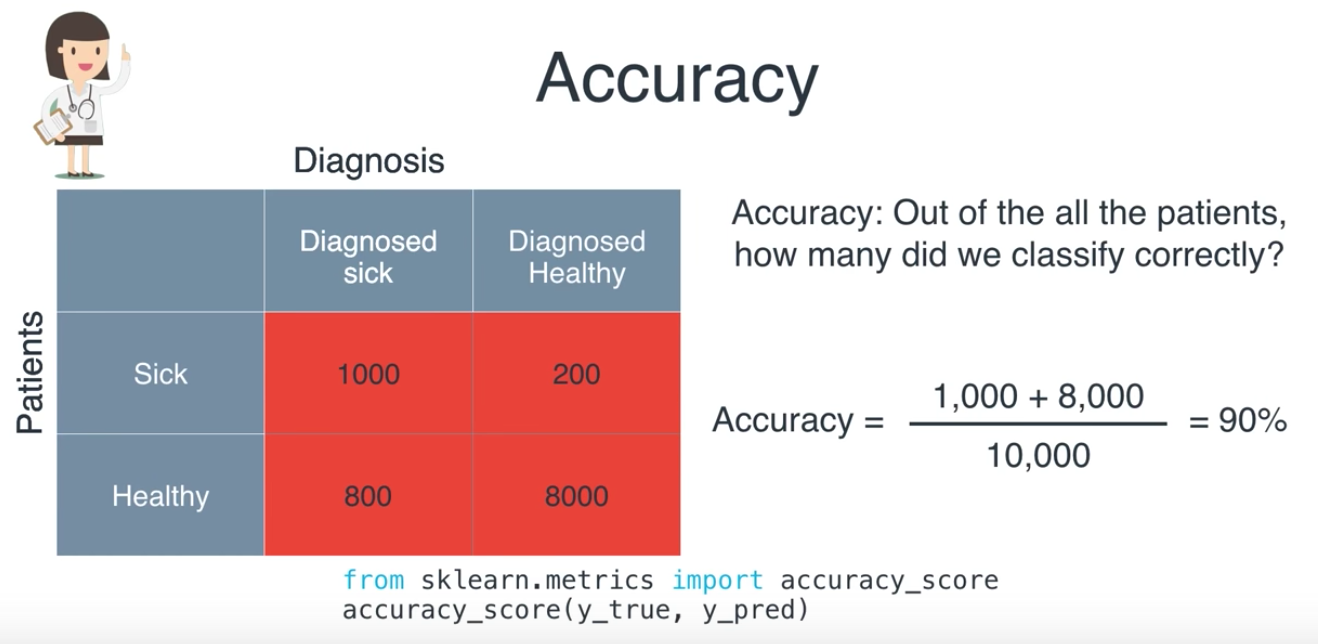 Accuracy
Diagnosis
Patients
Diagnosed
sick
Diagnosed
Healthy
Sick
1000
200
Healthy
800
8000
Accuracy: Out of the all the patients,
how many did we classify correctly?
Accuracy = 1,000 + 8,000 = 90%
10,000
from sklearn.metrics import accuracy_score
accuracy_score(y_true, y_pred)